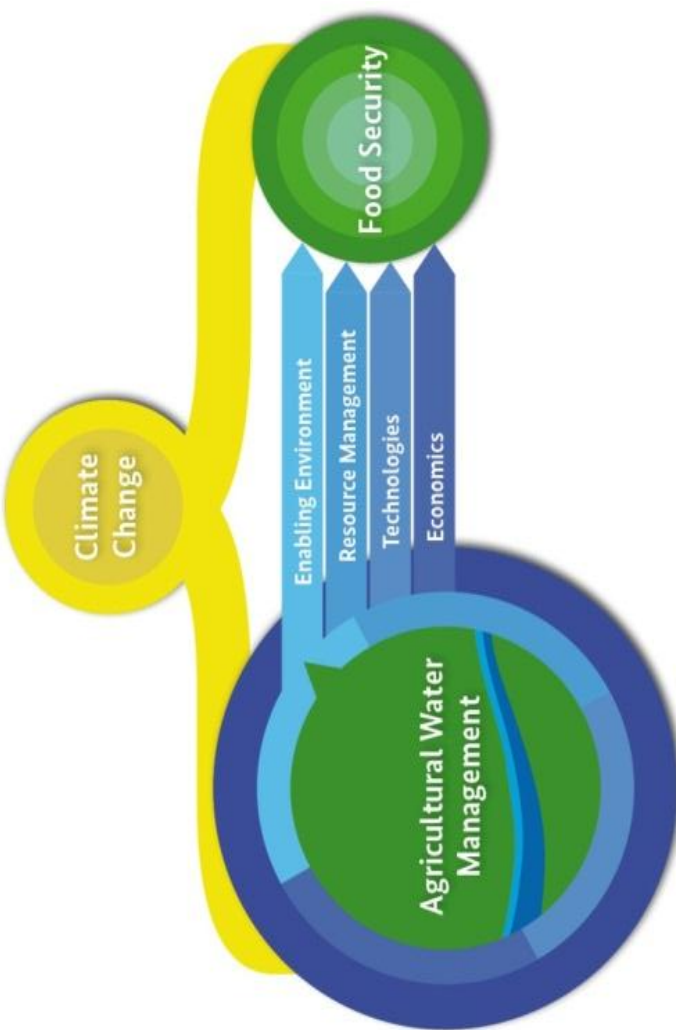 Climate
Change
Enabling Environment
Resource Management
Technologies
Economics
Agricultural Water
Management
Food Security